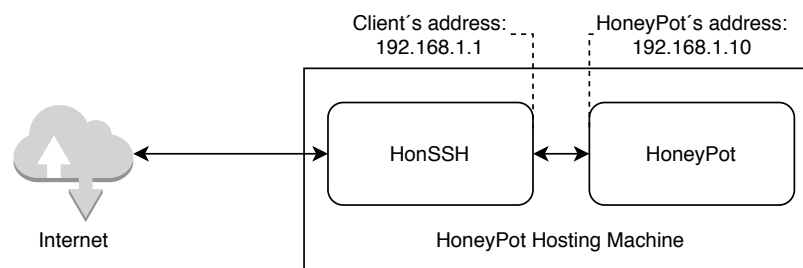 Client´s address:
192.168.1.1
HoneyPot´s address:
192.168.1.10
HonSSH
HoneyPot
Internet
HoneyPot Hosting Machine